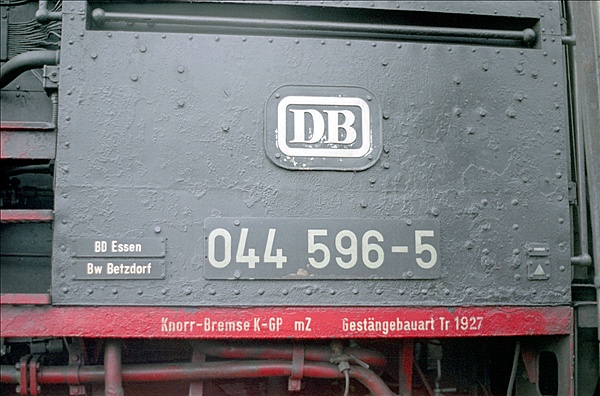 DB
044 596-5
BD Essen
Bw Betzdorf
Knorr-Bremse K-GP mZ Gestängebauart Tr 1927